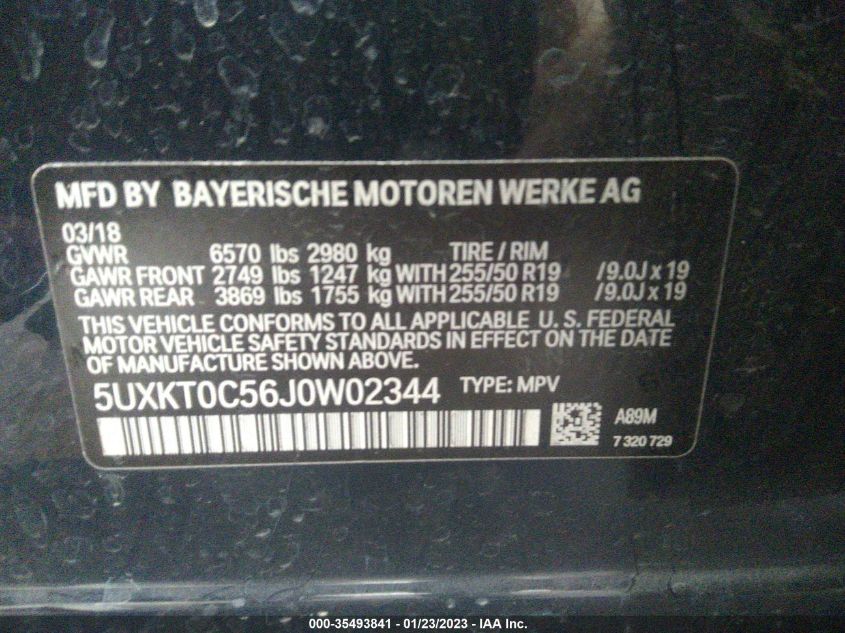 MFD BY BAYERISCHE MOTOREN WERKE AG
03/18
GVWR 6570 lbs 2980 kg TIRE / RIM
GAWR FRONT 2749 lbs 1247 kg WITH 255/50 R19 /9.0J x 19
GAWR REAR 3869 lbs 1755 kg WITH 255/50 R19 /9.0J x 19
THIS VEHICLE CONFORMS TO ALL APPLICABLE U. S. FEDERAL
MOTOR VEHICLE SAFETY STANDARDS IN EFFECT ON THE DATE
OF MANUFACTURE SHOWN ABOVE.
5UXKT0C56J0W02344 TYPE: MPV
A89M
7 320 729
000-35493841 - 01/23/2023 - IAA Inc.